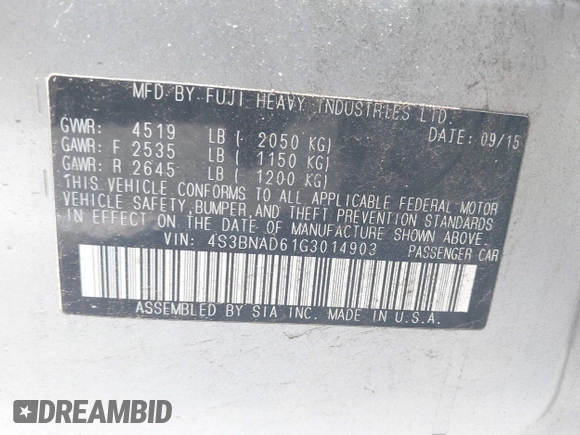 MFD BY FUJI HEAVY INDUSTRIES LTD.
GVWR: 4519 LB ( 2050 KG) DATE: 09/15
GAWR: F 2535 LB ( 1150 KG)
GAWR: R 2645 LB ( 1200 KG)
THIS VEHICLE CONFORMS TO ALL APPLICABLE FEDERAL MOTOR
VEHICLE SAFETY, BUMPER, AND THEFT PREVENTION STANDARDS
IN EFFECT ON THE DATE OF MANUFACTURE SHOWN ABOVE.
VIN: 4S3BNAD61G3014903 PASSENGER CAR
ASSEMBLED BY SIA INC. MADE IN U.S.A.
DREAMBID